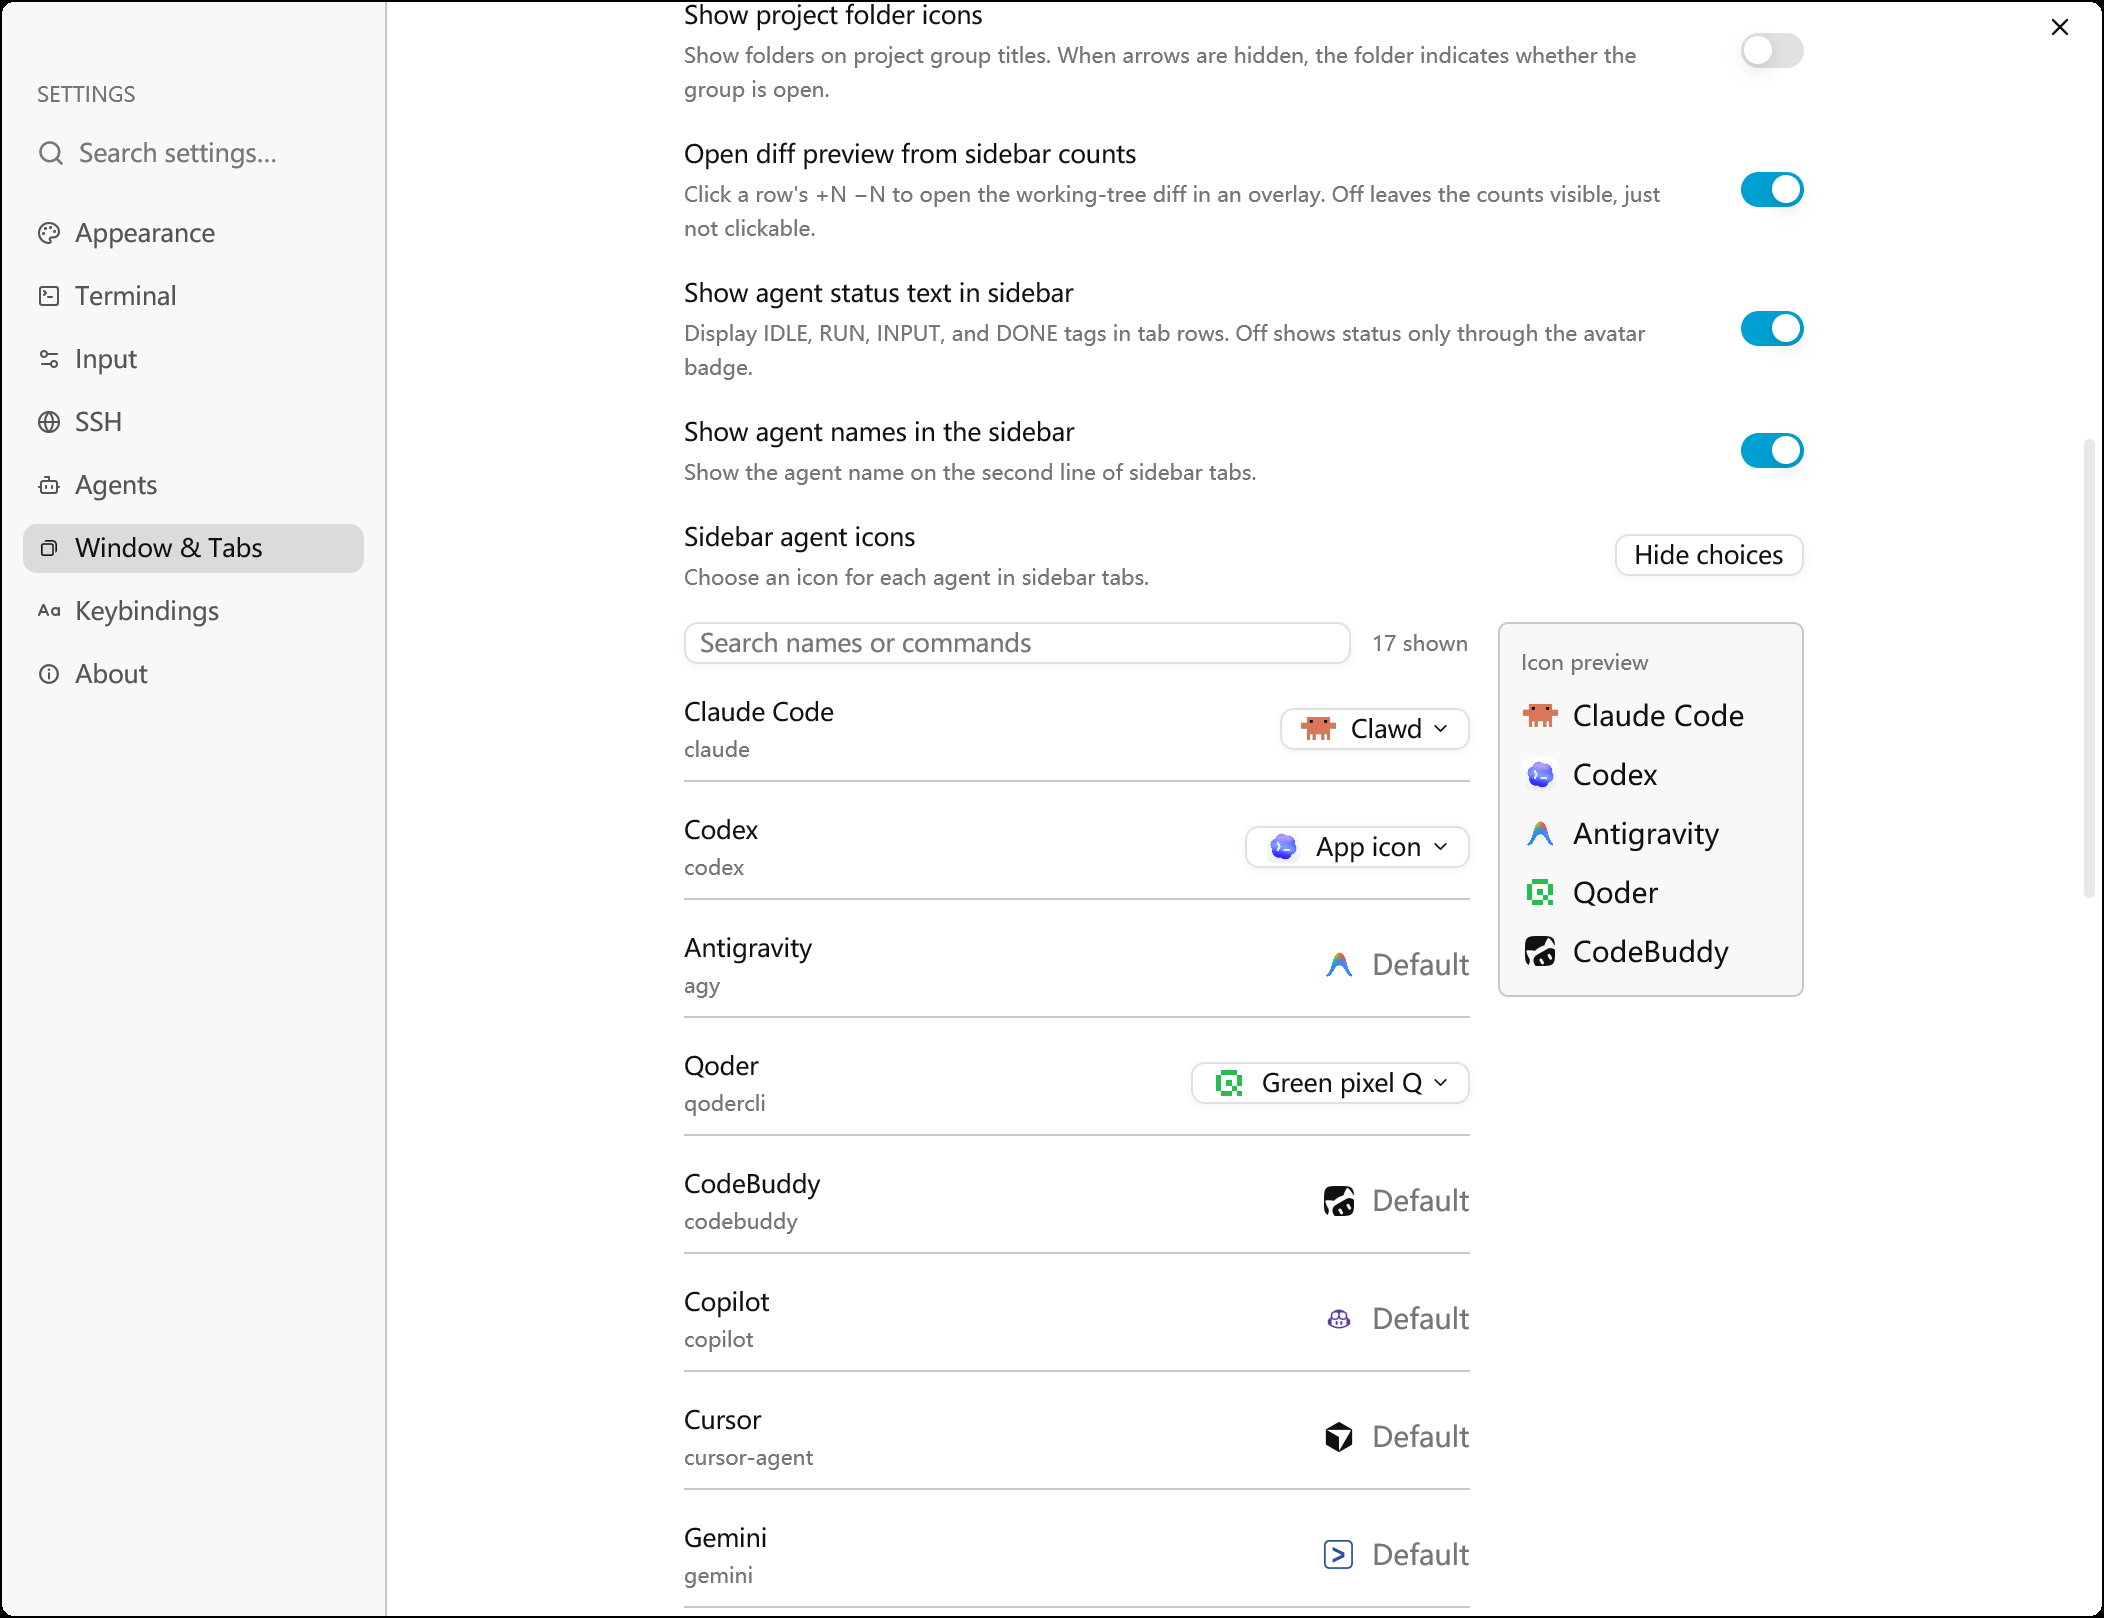 SETTINGS
Search settings...
Appearance
Terminal
Input
SSH
Agents
Window & Tabs
Keybindings
About
Show project folder icons
Show folders on project group titles. When arrows are hidden, the folder indicates whether the
group is open.
Open diff preview from sidebar counts
Click a row's +N −N to open the working-tree diff in an overlay. Off leaves the counts visible, just
not clickable.
Show agent status text in sidebar
Display IDLE, RUN, INPUT, and DONE tags in tab rows. Off shows status only through the avatar
badge.
Show agent names in the sidebar
Show the agent name on the second line of sidebar tabs.
Sidebar agent icons
Choose an icon for each agent in sidebar tabs.
Hide choices
Search names or commands
17 shown
Claude Code
claude
Clawd
Codex
codex
App icon
Antigravity
agy
Default
Qoder
qodercli
Green pixel Q
CodeBuddy
codebuddy
Default
Copilot
copilot
Default
Cursor
cursor-agent
Default
Gemini
gemini
Default
Icon preview
Claude Code
Codex
Antigravity
Qoder
CodeBuddy